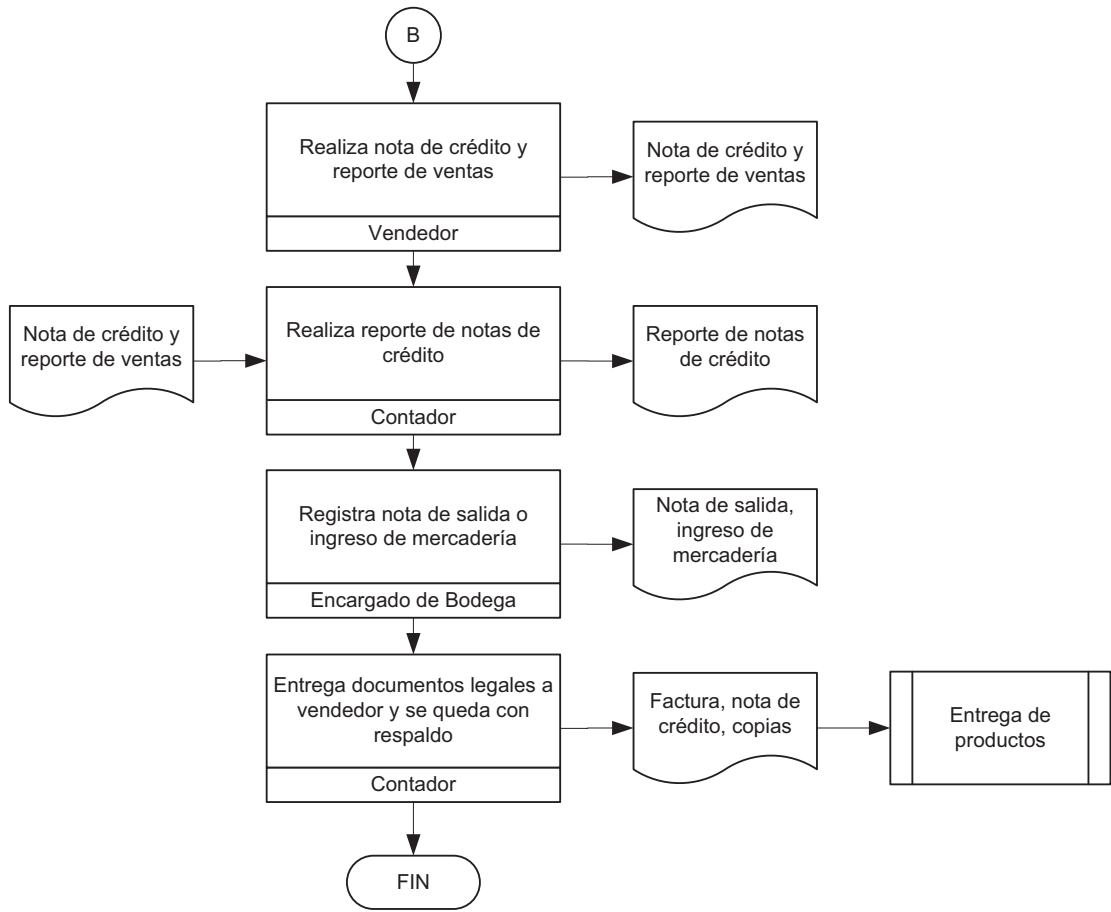 B
Realiza nota de crédito y
reporte de ventas
Vendedor
Nota de crédito y
reporte de ventas
Nota de crédito y
reporte de ventas
Realiza reporte de notas de
crédito
Contador
Reporte de notas
de crédito
Registra nota de salida o
ingreso de mercadería
Encargado de Bodega
Nota de salida,
ingreso de
mercadería
Entrega documentos legales a
vendedor y se queda con
respaldo
Contador
Factura, nota de
crédito, copias
Entrega de
productos
FIN